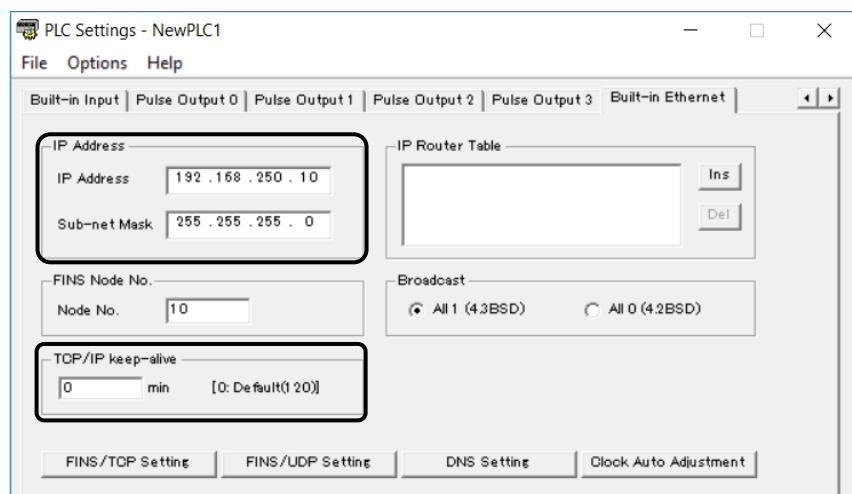 PLC Settings - NewPLC1
File Options Help
Built-in Input Pulse Output 0 Pulse Output 1 Pulse Output 2 Pulse Output 3 Built-in Ethernet
IP Address
IP Address 192 .168 .250 . 10
Sub-net Mask 255 .255 .255 . 0
IP Router Table
Ins
Del
FINS Node No.
Node No. 10
Broadcast
All 1 (4.3BSD) All 0 (4.2BSD)
TCP/IP keep-alive
0 min [0: Default(120)]
FINS/TCP Setting FINS/UDP Setting DNS Setting Clock Auto Adjustment